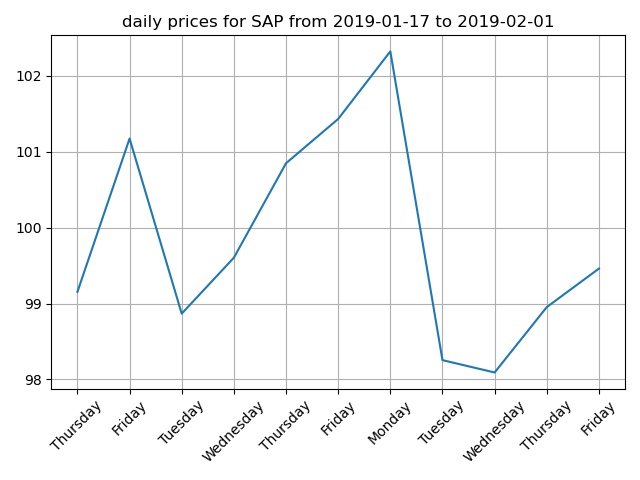 daily prices for SAP from 2019-01-17 to 2019-02-01
102
101
100
99
98
Thursday
Friday
Tuesday
Wednesday
Thursday
Friday
Monday
Tuesday
Wednesday
Thursday
Friday